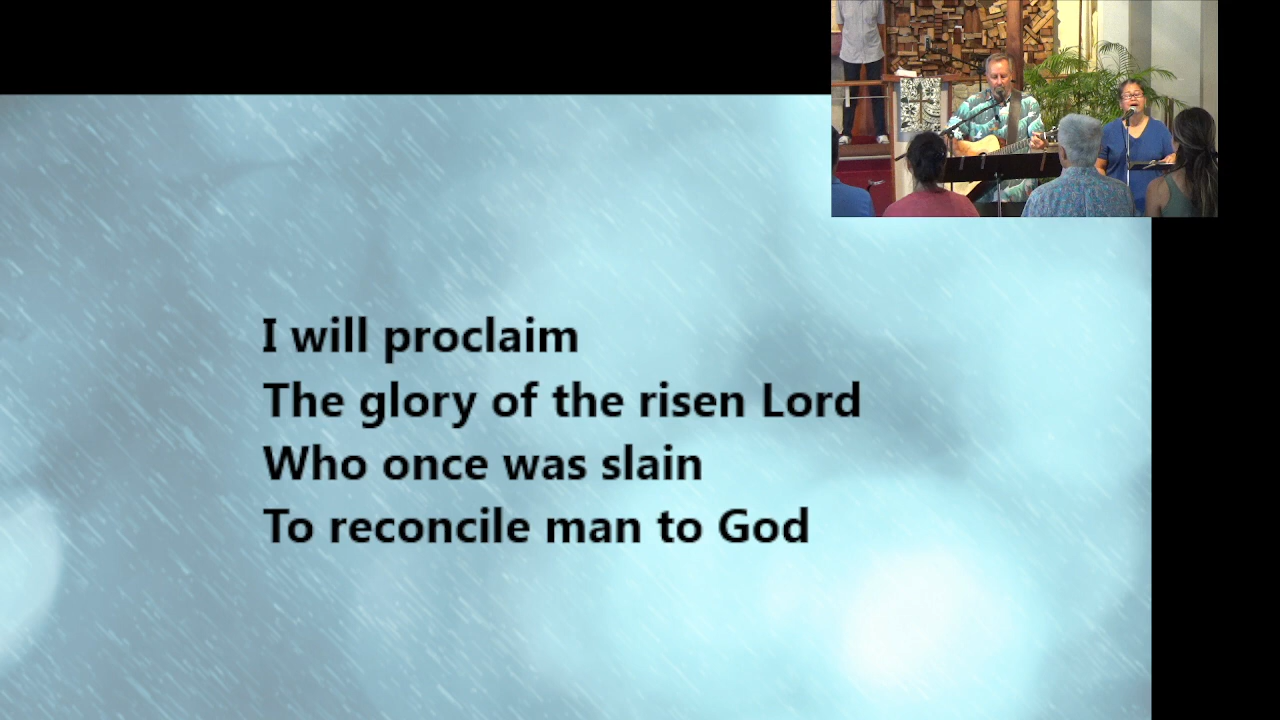 I will proclaim
The glory of the risen Lord
Who once was slain
To reconcile man to God